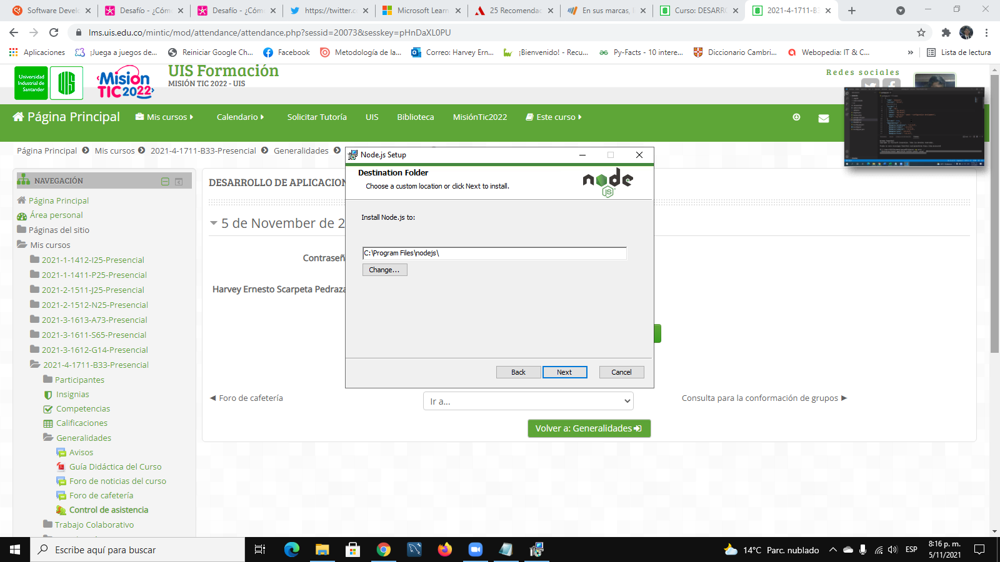 Software Devel
Desafío - ¿Cóm
Desafío - ¿Cóm
https://twitter.c
Microsoft Learn
25 Recomendac
En sus marcas, l
Curso: DESARRO
2021-4-1711-B3
lms.uis.edu.co/mintic/mod/attendance/attendance.php?sessid=20073&sesskey=pHnDaXL0PU
Aplicaciones
¡Juega a juegos de...
Reiniciar Google Ch...
Facebook
Metodología de la...
Correo: Harvey Ern...
¡Bienvenido! - Recu...
Py-Facts - 10 intere...
Diccionario Cambri...
Webopedia: IT & C...
»
Lista de lectura
Universidad
Industrial de
Santander
Misión
TIC2022
UIS Formación
MISIÓN TIC 2022 - UIS
Redes sociales
Página Principal
Mis cursos
Calendario
Solicitar Tutoría
UIS
Biblioteca
MisiónTic2022
Este curso
Página Principal
Mis cursos
2021-4-1711-B33-Presencial
Generalidades
NAVEGACIÓN
Página Principal
Área personal
Páginas del sitio
Mis cursos
2021-1-1412-I25-Presencial
2021-1-1411-P25-Presencial
2021-2-1511-J25-Presencial
2021-2-1512-N25-Presencial
2021-3-1613-A73-Presencial
2021-3-1611-S65-Presencial
2021-3-1612-G14-Presencial
2021-4-1711-B33-Presencial
Participantes
Insignias
Competencias
Calificaciones
Generalidades
Avisos
Guía Didáctica del Curso
Foro de noticias del curso
Foro de cafetería
Control de asistencia
Trabajo Colaborativo
DESARROLLO DE APLICACION
5 de November de 2
Contraseñ
Harvey Ernesto Scarpeta Pedraza
Node.js Setup
Destination Folder
Choose a custom location or click Next to install.
node
JS
Install Node.js to:
C:\Program Files\nodejs\
Change...
Back
Next
Cancel
◄ Foro de cafetería
Ir a...
Consulta para la conformación de grupos ►
Volver a: Generalidades
Escribe aquí para buscar
14°C Parc. nublado
ESP
8:16 p. m.
5/11/2021